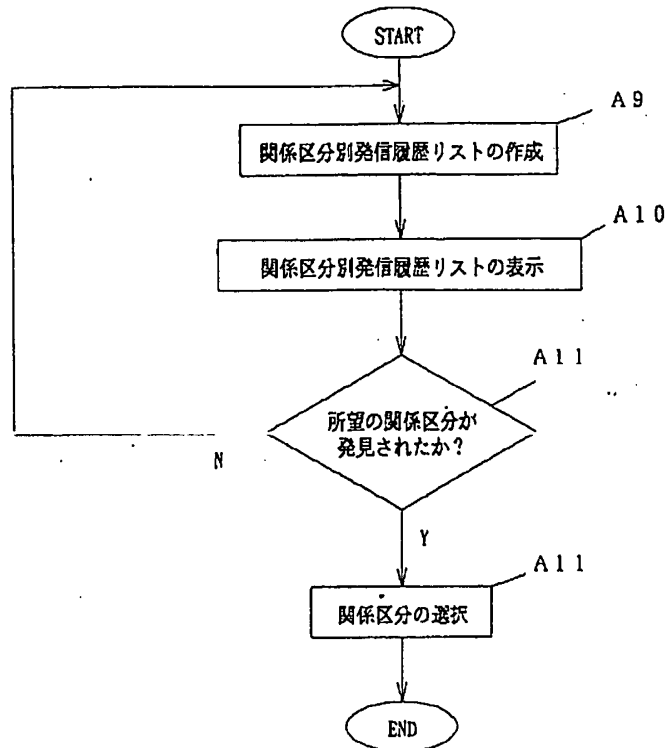 START
A9
関係区分別発信履歴リストの作成
A10
関係区分別発信履歴リストの表示
A11
所望の関係区分が
発見されたか?
N
Y
A11
関係区分の選択
END